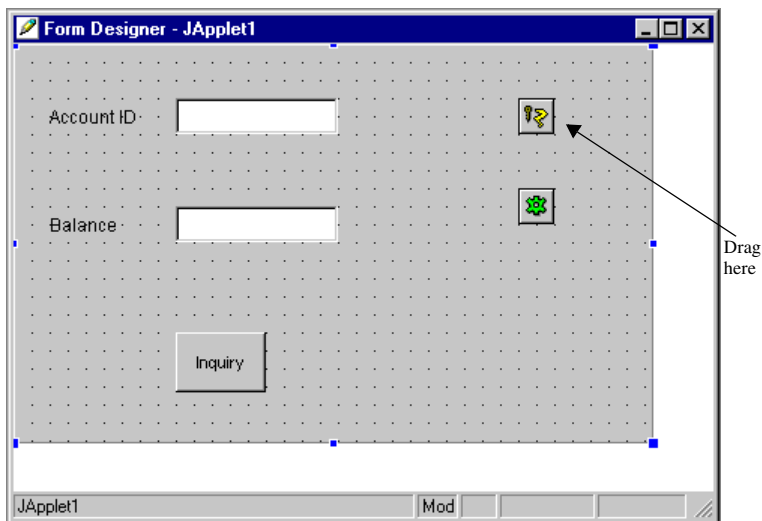 Form Designer - JApplet1
Account ID
Balance
Drag
here
Inquiry
JApplet1
Mod